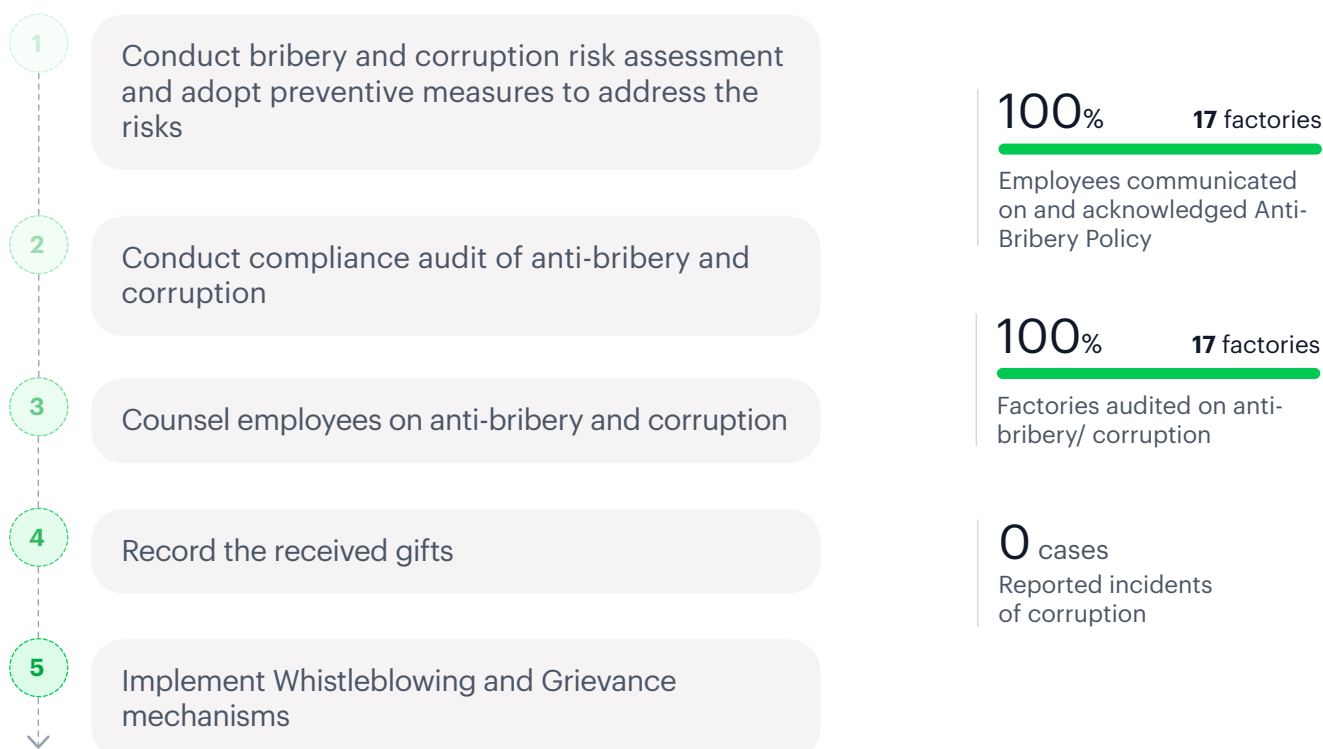 1
Conduct bribery and corruption risk assessment
and adopt preventive measures to address the
risks
2
Conduct compliance audit of anti-bribery and
corruption
3
Counsel employees on anti-bribery and corruption
4
Record the received gifts
5
Implement Whistleblowing and Grievance
mechanisms
100% 17 factories
Employees communicated
on and acknowledged Anti-
Bribery Policy
100% 17 factories
Factories audited on anti-
bribery/ corruption
0 cases
Reported incidents
of corruption